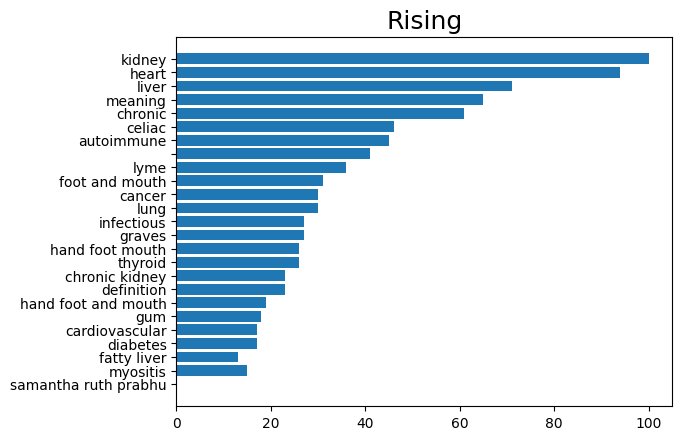 Rising
kidney
heart
liver
meaning
chronic
celiac
autoimmune
lyme
foot and mouth
cancer
lung
infectious
graves
hand foot mouth
thyroid
chronic kidney
definition
hand foot and mouth
gum
cardiovascular
diabetes
fatty liver
myositis
samantha ruth prabhu
0 20 40 60 80 100